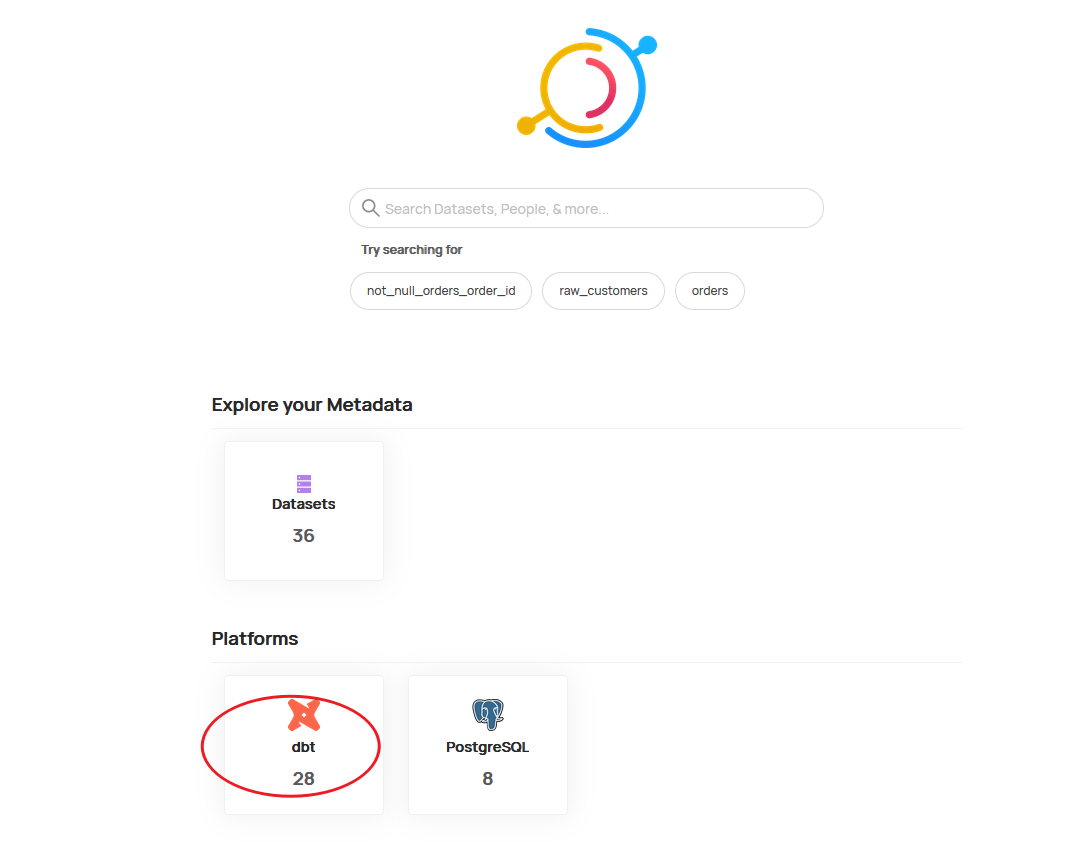 Search Datasets, People, & more...
Try searching for
not_null_orders_order_id raw_customers orders
Explore your Metadata
Datasets
36
Platforms
dbt PostgreSQL
28 8